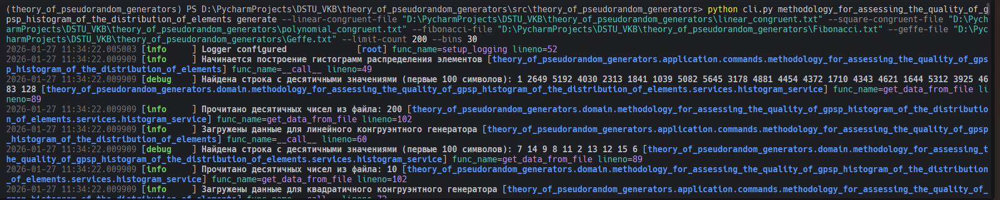 (theory_of_pseudorandom_generators) PS D:\PycharmProjects\DSTU_VKB\theory_of_pseudorandom_generators\src\theory_of_pseudorandom_generators> python cli.py methodology_for_assessing_the_quality_of_g
psp_histogram_of_the_distribution_of_elements generate --linear-congruent-file "D:\PycharmProjects\DSTU_VKB\theory_of_pseudorandom_generators\linear_congruent.txt" --square-congruent-file "D:\Pych
armProjects\DSTU_VKB\theory_of_pseudorandom_generators\polynomial_congruent.txt" --fibonacci-file "D:\PycharmProjects\DSTU_VKB\theory_of_pseudorandom_generators\Fibonacci.txt" --geffe-file "D:\Pyc
harmProjects\DSTU_VKB\theory_of_pseudorandom_generators\Geffe.txt" --limit-count 200 --bins 30
2026-01-27 11:34:22.005003 [info     ] Logger configured              [root] func_name=setup_logging lineno=52
2026-01-27 11:34:22.009909 [info     ] Начинается построение гистограмм распределения элементов [theory_of_pseudorandom_generators.application.commands.methodology_for_assessing_the_quality_of_gps
p_histogram_of_the_distribution_of_elements] func_name=__call__ lineno=49
2026-01-27 11:34:22.009909 [debug    ] Найдена строка с десятичными значениями (первые 100 символов): 1 2649 5192 4030 2313 1841 1039 5082 5645 3178 4881 4454 4372 1710 4343 4621 1644 5312 3925 46
83 128 [theory_of_pseudorandom_generators.domain.methodology_for_assessing_the_quality_of_gpsp_histogram_of_the_distribution_of_elements.services.histogram_service] func_name=get_data_from_file li
neno=89
2026-01-27 11:34:22.009909 [info     ] Прочитано десятичных чисел из файла: 200 [theory_of_pseudorandom_generators.domain.methodology_for_assessing_the_quality_of_gpsp_histogram_of_the_distributio
n_of_elements.services.histogram_service] func_name=get_data_from_file lineno=102
2026-01-27 11:34:22.009909 [info     ] Загружены данные для линейного конгруэнтного генератора [theory_of_pseudorandom_generators.application.commands.methodology_for_assessing_the_quality_of_gpsp
_histogram_of_the_distribution_of_elements] func_name=__call__ lineno=60
2026-01-27 11:34:22.009909 [debug    ] Найдена строка с десятичными значениями (первые 100 символов): 7 14 9 8 11 2 13 12 15 6 [theory_of_pseudorandom_generators.domain.methodology_for_assessing_t
he_quality_of_gpsp_histogram_of_the_distribution_of_elements.services.histogram_service] func_name=get_data_from_file lineno=89
2026-01-27 11:34:22.009909 [info     ] Прочитано десятичных чисел из файла: 10 [theory_of_pseudorandom_generators.domain.methodology_for_assessing_the_quality_of_gpsp_histogram_of_the_distribution
_of_elements.services.histogram_service] func_name=get_data_from_file lineno=102
2026-01-27 11:34:22.009909 [info     ] Загружены данные для квадратичного конгруэнтного генератора [theory_of_pseudorandom_generators.application.commands.methodology_for_assessing_the_quality_of_
gpsp_histogram_of_the_distribution_of_elements] func_name=__call__ lineno=72